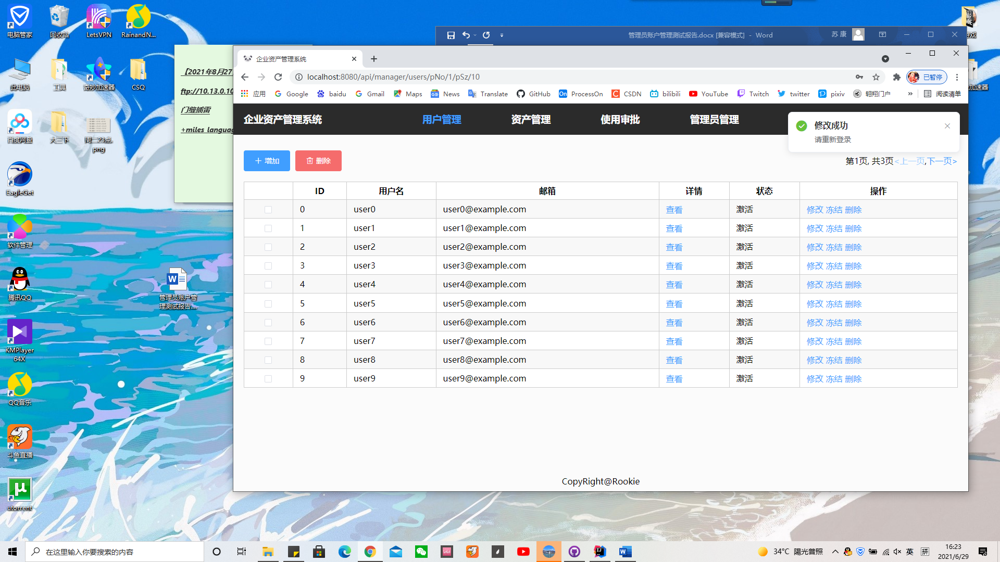 电脑管家
回收站
LetsVPN
RainandN...
此电脑
工具
奇妙加速器
CSQ
百度网盘
大三下
周二23点.
png
EagleGet
软件管理
腾讯QQ
管理员账户管
理测试报告....
KMPlayer
64X
QQ音乐
斗鱼直播
utorrent
【2021年8月27
ftp://10.13.0.10
门缝插雷
+miles langua
管理员账户管理测试报告.docx [兼容模式] - Word
苏 康
企业资产管理系统
localhost:8080/api/manager/users/pNo/1/pSz/10
已暂停
应用 Google baidu Gmail Maps News Translate GitHub ProcessOn CSDN bilibili YouTube Twitch twitter pixiv 翱翔门户 » 阅读清单
企业资产管理系统 用户管理 资产管理 使用审批 管理员管理
修改成功
请重新登录
+ 增加 删除
第1页, 共3页<上一页,下一页>
ID 用户名 邮箱 详情 状态 操作
0 user0 user0@example.com 查看 激活 修改 冻结 删除
1 user1 user1@example.com 查看 激活 修改 冻结 删除
2 user2 user2@example.com 查看 激活 修改 冻结 删除
3 user3 user3@example.com 查看 激活 修改 冻结 删除
4 user4 user4@example.com 查看 激活 修改 冻结 删除
5 user5 user5@example.com 查看 激活 修改 冻结 删除
6 user6 user6@example.com 查看 激活 修改 冻结 删除
7 user7 user7@example.com 查看 激活 修改 冻结 删除
8 user8 user8@example.com 查看 激活 修改 冻结 删除
9 user9 user9@example.com 查看 激活 修改 冻结 删除
CopyRight@Rookie
在这里输入你要搜索的内容
34°C 陽光普照
英
拼
16:23
2021/6/29